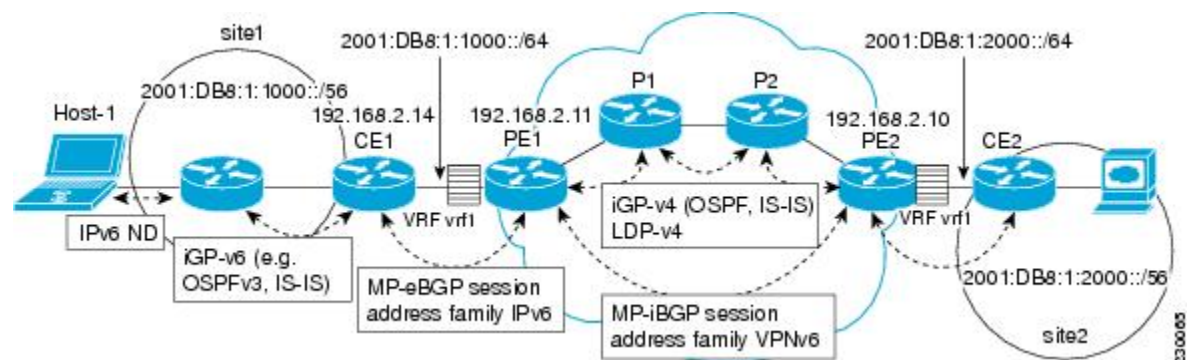 site1
2001:DB8:1:1000::/64
2001:DB8:1:2000::/64
2001:DB8:1:1000::/56
P1
P2
Host-1
192.168.2.14
192.168.2.11
192.168.2.10
CE1
PE1
PE2
CE2
VRF vrf1
VRF vrf1
IPv6 ND
iGP-v4 (OSPF, IS-IS)
LDP-v4
iGP-v6 (e.g.
OSPFv3, IS-IS)
2001:DB8:1:2000::/56
MP-eBGP session
address family IPv6
MP-iBGP session
address family VPNv6
site2
230065